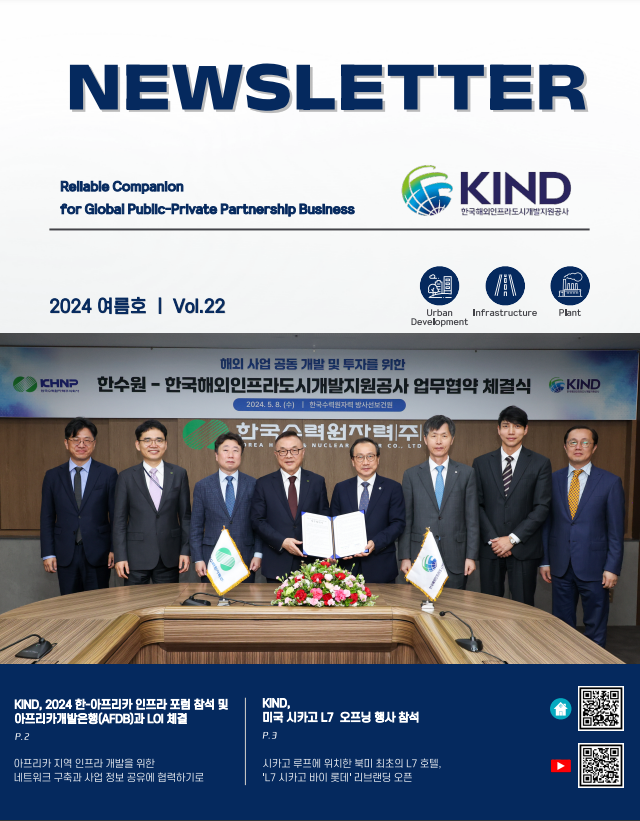 NEWSLETTER
Reliable Companion
for Global Public-Private Partnership Business
KIND
한국해외인프라도시개발지원공사
2024 여름호 | Vol.22
Urban
Development
Infrastructure
Plant
해외 사업 공동 개발 및 투자를 위한
KHNP
한수원 - 한국해외인프라도시개발지원공사 업무협약 체결식
KIND
2024. 5. 8. (수) | 한국수력원자력 방사선보건원
한국수력원자력(주)
KIND, 2024 한-아프리카 인프라 포럼 참석 및
아프리카개발은행(AFDB)과 LOI 체결
P.2
아프리카 지역 인프라 개발을 위한
네트워크 구축과 사업 정보 공유에 협력하기로
KIND,
미국 시카고 L7 오프닝 행사 참석
P.3
시카고 루프에 위치한 북미 최초의 L7 호텔,
'L7 시카고 바이 롯데' 리브랜딩 오픈